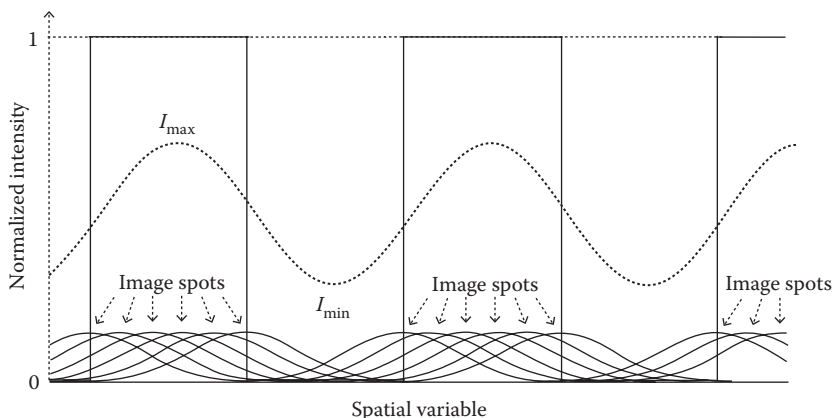 1
Normalized intensity
I_max
Image spots
I_min
Image spots
Image spots
0
Spatial variable